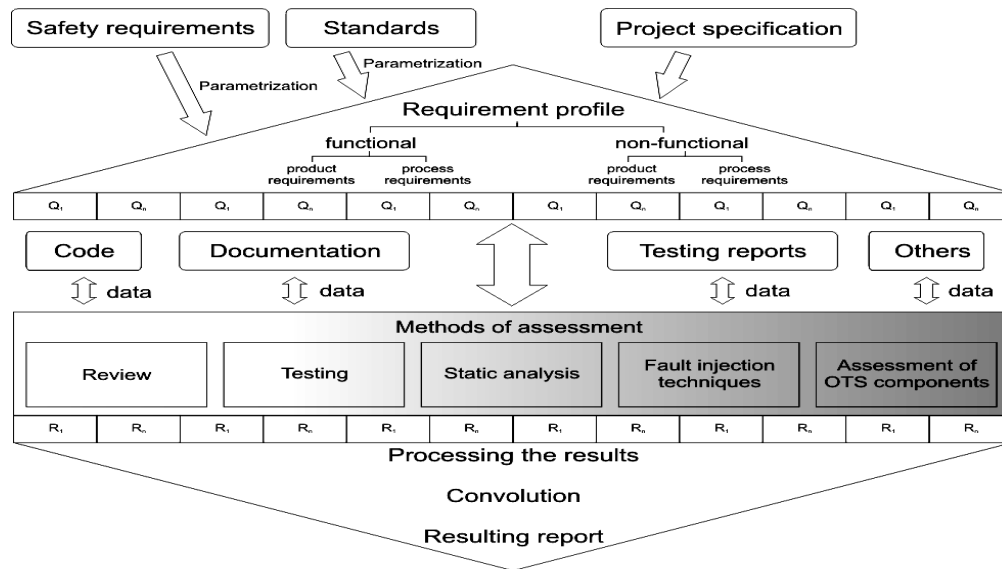 Safety requirements
Standards
Project specification
Parametrization
Parametrization
Requirement profile
functional
non-functional
product
requirements
process
requirements
product
requirements
process
requirements
Q₁ Qₙ Q₁ Qₙ Q₁ Qₙ Q₁ Qₙ Q₁ Qₙ Q₁ Qₙ
Code
Documentation
Testing reports
Others
data
data
data
data
Methods of assessment
Review
Testing
Static analysis
Fault injection
techniques
Assessment of
OTS components
R₁ Rₙ R₁ Rₙ R₁ Rₙ R₁ Rₙ R₁ Rₙ R₁ Rₙ
Processing the results
Convolution
Resulting report